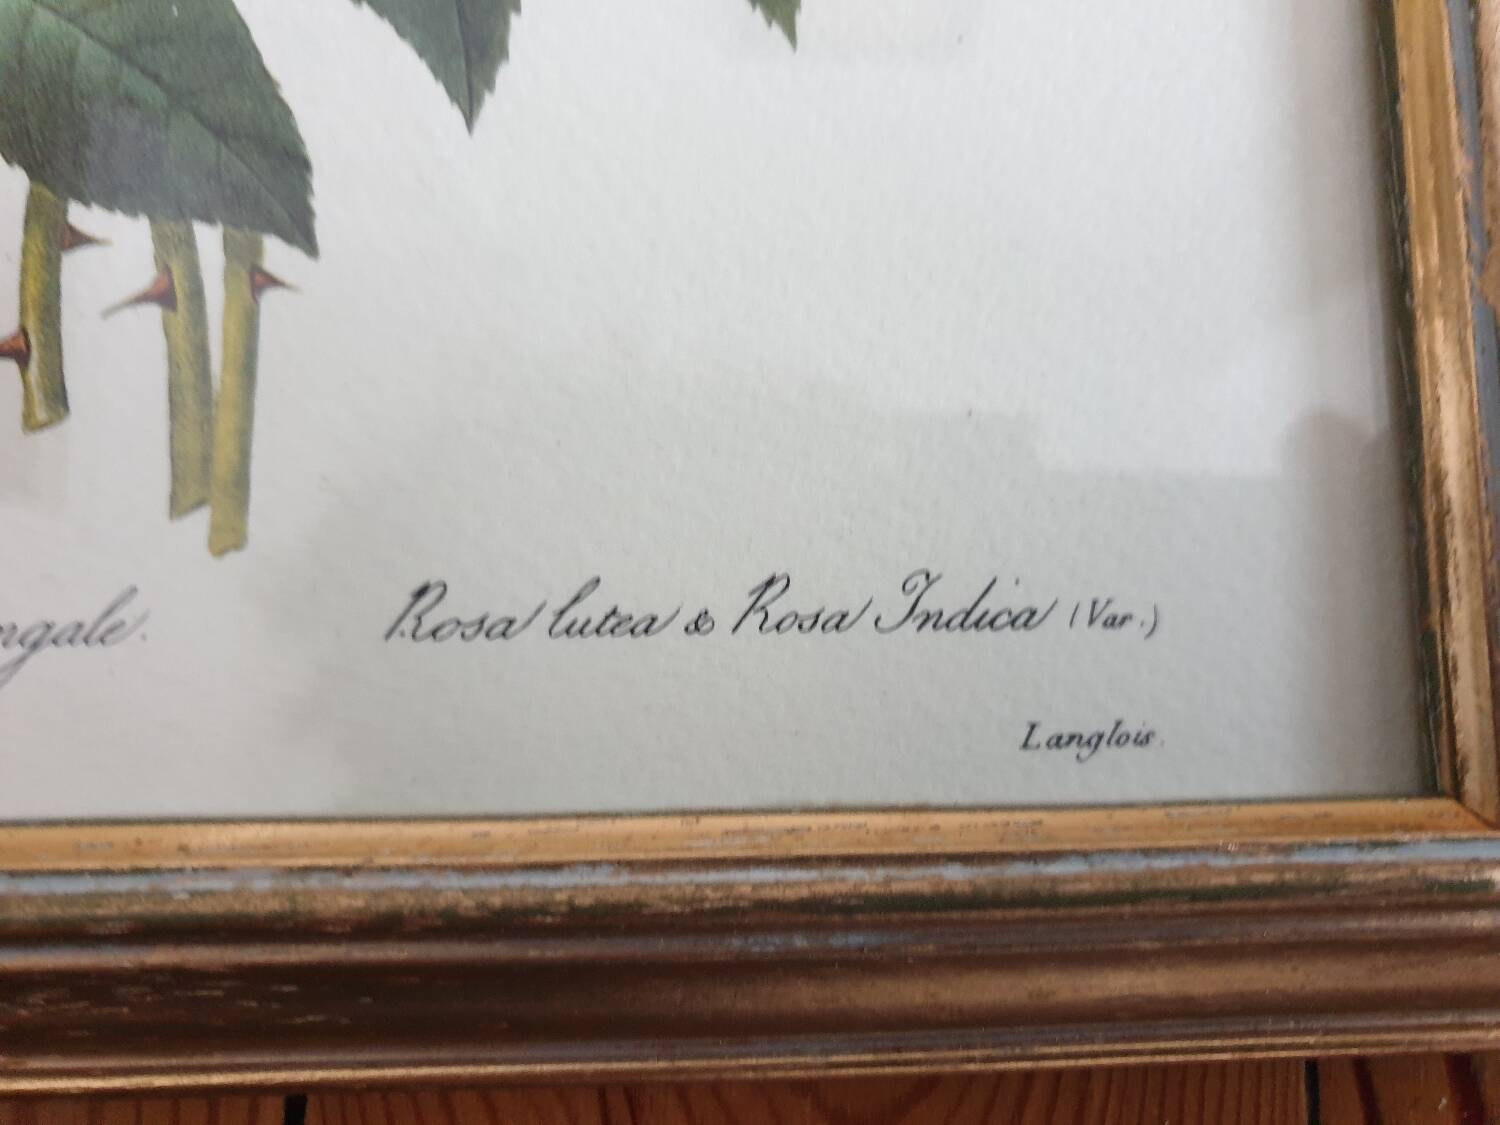 ngale.
Rosa lutea & Rosa Indica (Var.)
Langlois.